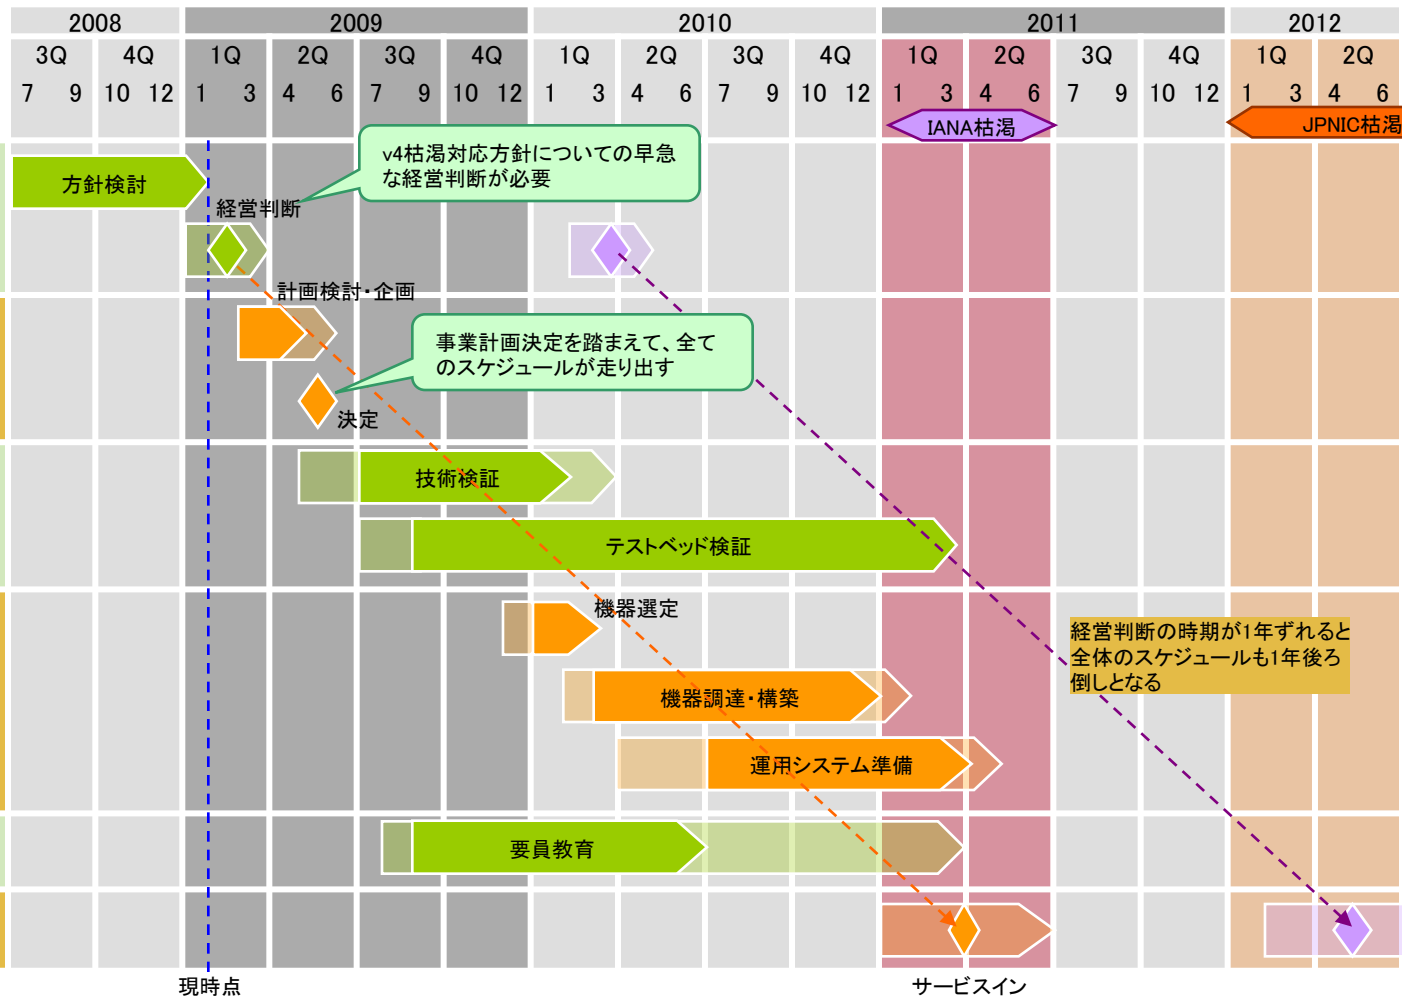 2008 2009 2010 2011 2012
3Q 4Q 1Q 2Q 3Q 4Q 1Q 2Q 3Q 4Q 1Q 2Q 3Q 4Q 1Q 2Q
7 9 10 12 1 3 4 6 7 9 10 12 1 3 4 6 7 9 10 12 1 3 4 6 7 9 10 12 1 3 4 6
IANA枯渇
JPNIC枯渇
v4枯渇対応方針についての早急
な経営判断が必要
方針検討
経営判断
計画検討・企画
事業計画決定を踏まえて、全て
のスケジュールが走り出す
決定
技術検証
テストベッド検証
機器選定
経営判断の時期が1年ずれると
全体のスケジュールも1年後ろ
倒しとなる
機器調達・構築
運用システム準備
要員教育
現時点
サービスイン